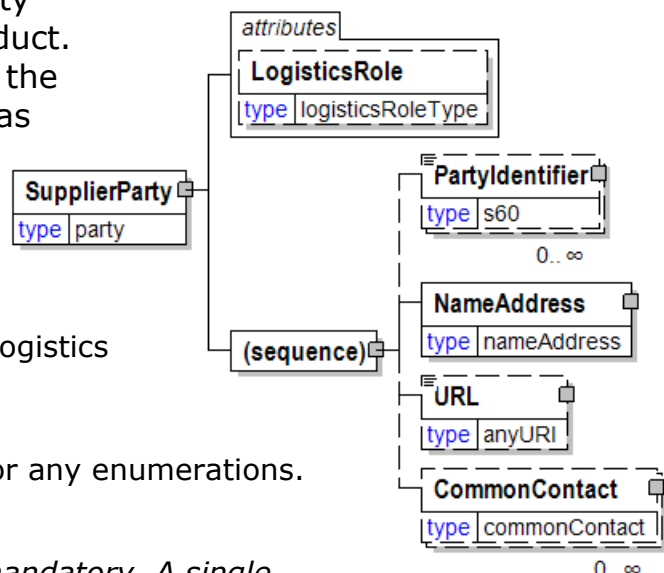 ty
duct.
the
as
ogistics
or any enumerations.
mandatory. A single
attributes
LogisticsRole
type logisticsRoleType
SupplierParty
type party
(sequence)
PartyIdentifier
type s60
0.. ∞
NameAddress
type nameAddress
URL
type anyURI
CommonContact
type commonContact
0.. ∞